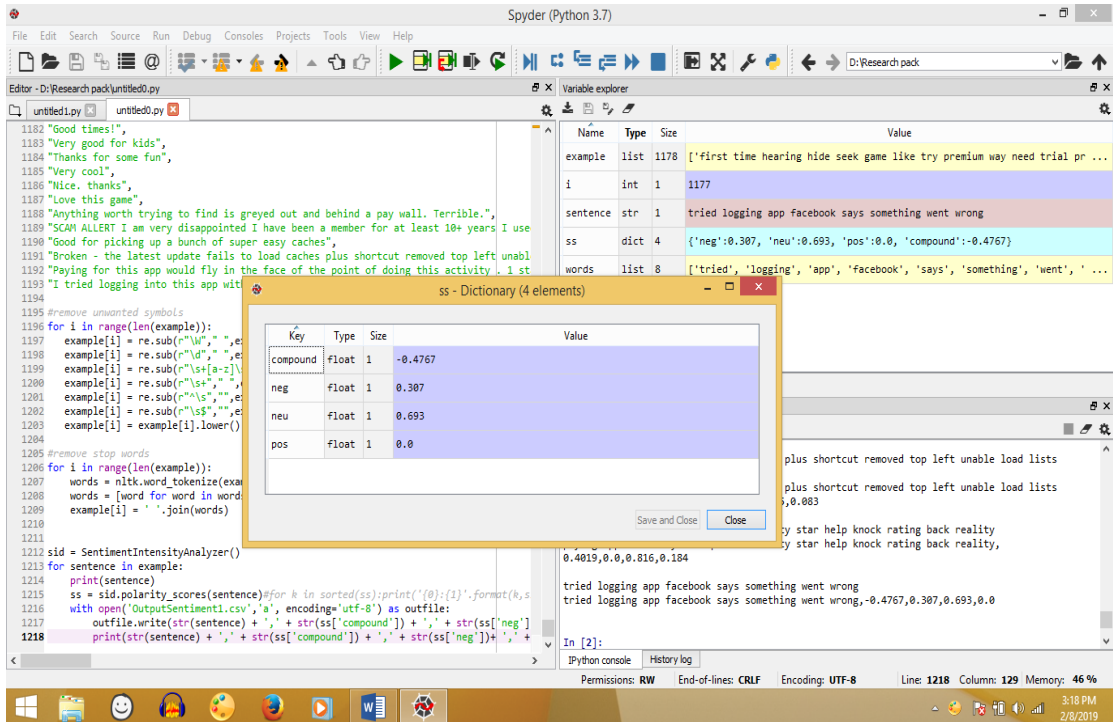 Spyder (Python 3.7)
File Edit Search Source Run Debug Consoles Projects Tools View Help
D:\Research pack
Editor - D:\Research pack\untitled0.py
untitled1.py untitled0.py
1182 "Good times!",
1183 "Very good for kids",
1184 "Thanks for some fun",
1185 "Very cool",
1186 "Nice. thanks",
1187 "Love this game",
1188 "Anything worth trying to find is greyed out and behind a pay wall. Terrible.",
1189 "SCAM ALLERT I am very disappointed I have been a member for at least 10+ years I use
1190 "Good for picking up a bunch of super easy caches",
1191 "Broken - the latest update fails to load caches plus shortcut removed top left unabl
1192 "Paying for this app would fly in the face of the point of doing this activity . 1 st
1193 "I tried logging into this app wit
1194
1195 #remove unwanted symbols
1196 for i in range(len(example)):
1197 example[i] = re.sub(r"\W"," ",e
1198 example[i] = re.sub(r"\d"," ",e
1199 example[i] = re.sub(r"\s+[a-z]\
1200 example[i] = re.sub(r"\s+"," ",
1201 example[i] = re.sub(r"^\s","",e
1202 example[i] = re.sub(r"\s$","",e
1203 example[i] = example[i].lower()
1204
1205 #remove stop words
1206 for i in range(len(example)):
1207 words = nltk.word_tokenize(exa
1208 words = [word for word in word
1209 example[i] = ' '.join(words)
1210
1211
1212 sid = SentimentIntensityAnalyzer()
1213 for sentence in example:
1214 print(sentence)
1215 ss = sid.polarity_scores(sentence)#for k in sorted(ss):print('{0}:{1}'.format(k,s
1216 with open('OutputSentiment1.csv','a', encoding='utf-8') as outfile:
1217 outfile.write(str(sentence) + ',' + str(ss['compound']) + ',' + str(ss['neg']
1218 print(str(sentence) + ',' + str(ss['compound']) + ',' + str(ss['neg'])+ ',' +
Variable explorer
Name Type Size Value
example list 1178 ['first time hearing hide seek game like try premium way need trial pr ...
i int 1 1177
sentence str 1 tried logging app facebook says something went wrong
ss dict 4 {'neg':0.307, 'neu':0.693, 'pos':0.0, 'compound':-0.4767}
words list 8 ['tried', 'logging', 'app', 'facebook', 'says', 'something', 'went', ' ...
ss - Dictionary (4 elements)
Key Type Size Value
compound float 1 -0.4767
neg float 1 0.307
neu float 1 0.693
pos float 1 0.0
Save and Close Close
plus shortcut removed top left unable load lists
plus shortcut removed top left unable load lists
,0.083
ty star help knock rating back reality
ty star help knock rating back reality,
0.4019,0.0,0.816,0.184
tried logging app facebook says something went wrong
tried logging app facebook says something went wrong,-0.4767,0.307,0.693,0.0
In [2]:
IPython console History log
Permissions: RW End-of-lines: CRLF Encoding: UTF-8 Line: 1218 Column: 129 Memory: 46 %
3:18 PM
2/8/2019